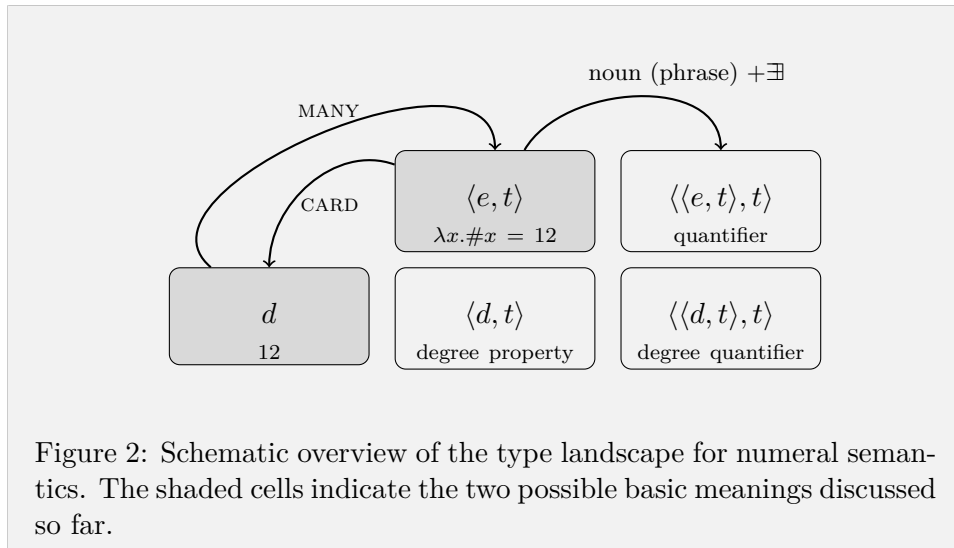 noun (phrase) +∃
MANY
CARD
⟨e, t⟩
λx.#x = 12
⟨⟨e, t⟩, t⟩
quantifier
d
12
⟨d, t⟩
degree property
⟨⟨d, t⟩, t⟩
degree quantifier
Figure 2: Schematic overview of the type landscape for numeral seman-
tics. The shaded cells indicate the two possible basic meanings discussed
so far.